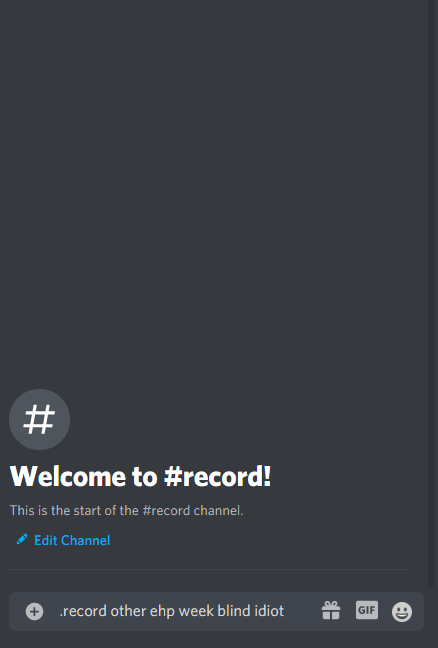 #
Welcome to #record!
This is the start of the #record channel.
Edit Channel
.record other ehp week blind idiot GIF